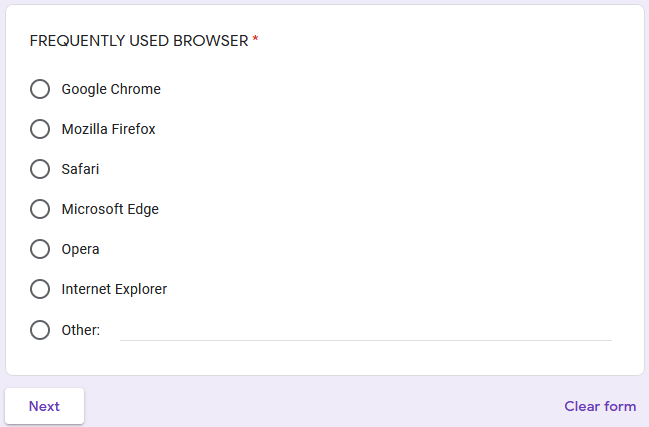 FREQUENTLY USED BROWSER *
Google Chrome
Mozilla Firefox
Safari
Microsoft Edge
Opera
Internet Explorer
Other:
Next Clear form